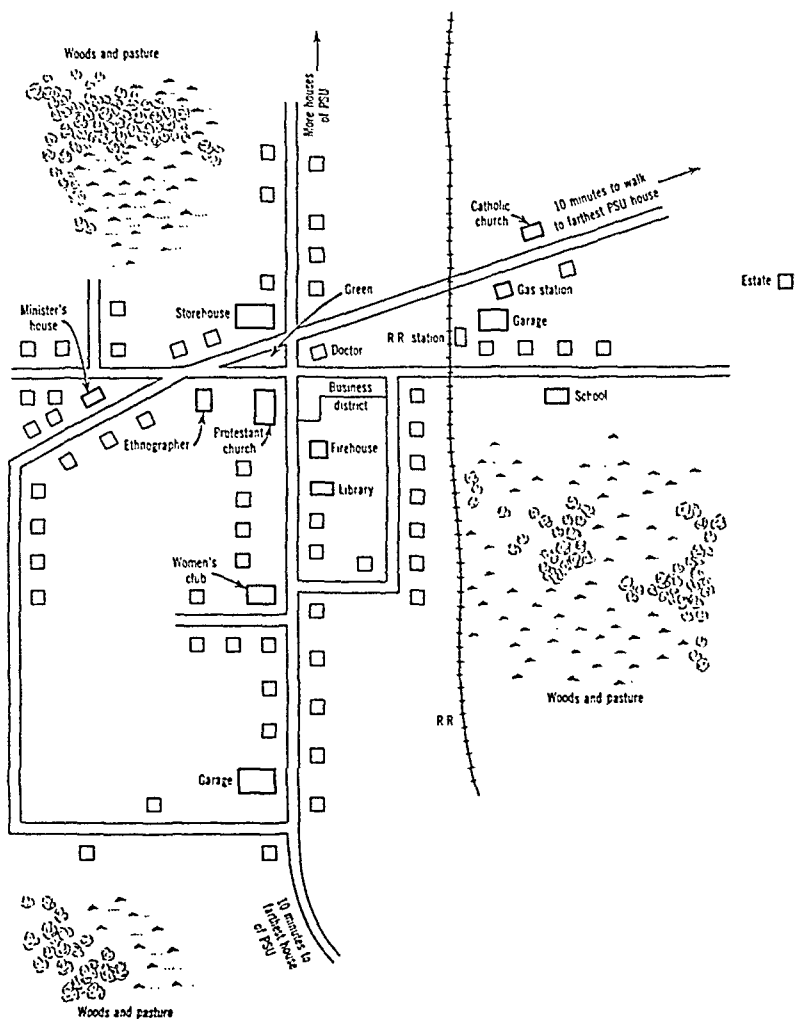 Woods and pasture
More houses
of PSU
10 minutes to walk
to farthest PSU house
Catholic
church
Green
Gas station
Estate
Minister's
house
Storehouse
Garage
RR station
Doctor
Business
district
School
Ethnographer
Protestant
church
Firehouse
Library
Women's
club
Woods and pasture
RR
Garage
10 minutes to
farthest house
of PSU
Woods and pasture